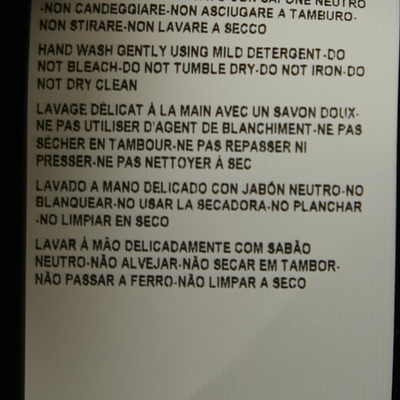 CON SAPONE NEUTRO
-NON CANDEGGIARE-NON ASCIUGARE A TAMBURO-
NON STIRARE-NON LAVARE A SECCO
HAND WASH GENTLY USING MILD DETERGENT-DO
NOT BLEACH-DO NOT TUMBLE DRY-DO NOT IRON-DO
NOT DRY CLEAN
LAVAGE DÉLICAT À LA MAIN AVEC UN SAVON DOUX-
NE PAS UTILISER D'AGENT DE BLANCHIMENT-NE PAS
SÉCHER EN TAMBOUR-NE PAS REPASSER NI
PRESSER-NE PAS NETTOYER À SEC
LAVADO A MANO DELICADO CON JABÓN NEUTRO-NO
BLANQUEAR-NO USAR LA SECADORA-NO PLANCHAR
-NO LIMPIAR EN SECO
LAVAR À MÃO DELICADAMENTE COM SABÃO
NEUTRO-NÃO ALVEJAR-NÃO SECAR EM TAMBOR-
NÃO PASSAR A FERRO-NÃO LIMPAR A SECO